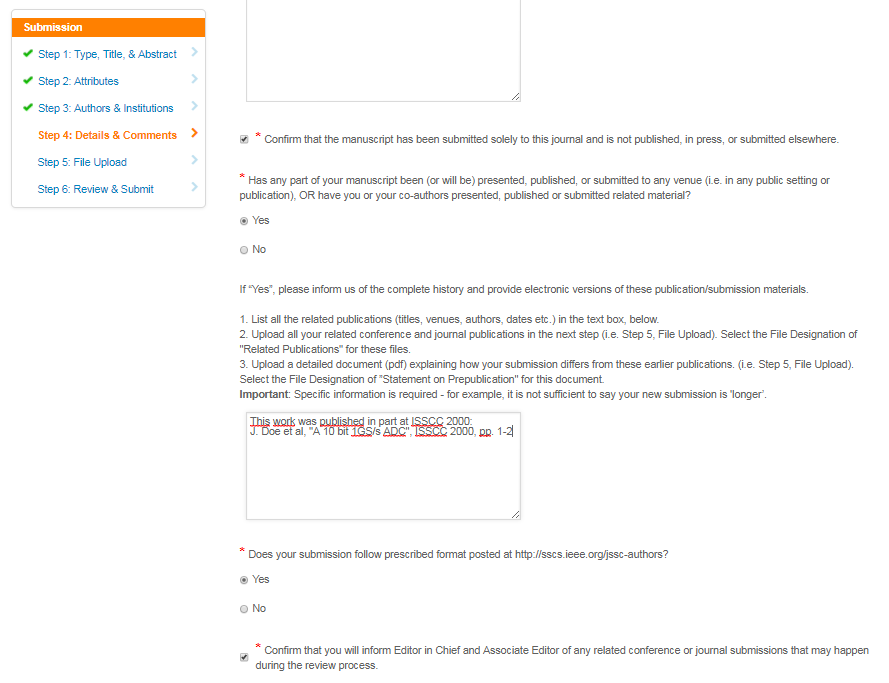 Submission
Step 1: Type, Title, & Abstract
Step 2: Attributes
Step 3: Authors & Institutions
Step 4: Details & Comments
Step 5: File Upload
Step 6: Review & Submit
* Confirm that the manuscript has been submitted solely to this journal and is not published, in press, or submitted elsewhere.
* Has any part of your manuscript been (or will be) presented, published, or submitted to any venue (i.e. in any public setting or
publication), OR have you or your co-authors presented, published or submitted related material?
Yes
No
If “Yes”, please inform us of the complete history and provide electronic versions of these publication/submission materials.
1. List all the related publications (titles, venues, authors, dates etc.) in the text box, below.
2. Upload all your related conference and journal publications in the next step (i.e. Step 5, File Upload). Select the File Designation of
"Related Publications" for these files.
3. Upload a detailed document (pdf) explaining how your submission differs from these earlier publications. (i.e. Step 5, File Upload).
Select the File Designation of "Statement on Prepublication" for this document.
Important: Specific information is required - for example, it is not sufficient to say your new submission is 'longer'.
This work was published in part at ISSCC 2000:
J. Doe et al, "A 10 bit 1GS/s ADC", ISSCC 2000, pp. 1-2
* Does your submission follow prescribed format posted at http://sscs.ieee.org/jssc-authors?
Yes
No
* Confirm that you will inform Editor in Chief and Associate Editor of any related conference or journal submissions that may happen
during the review process.